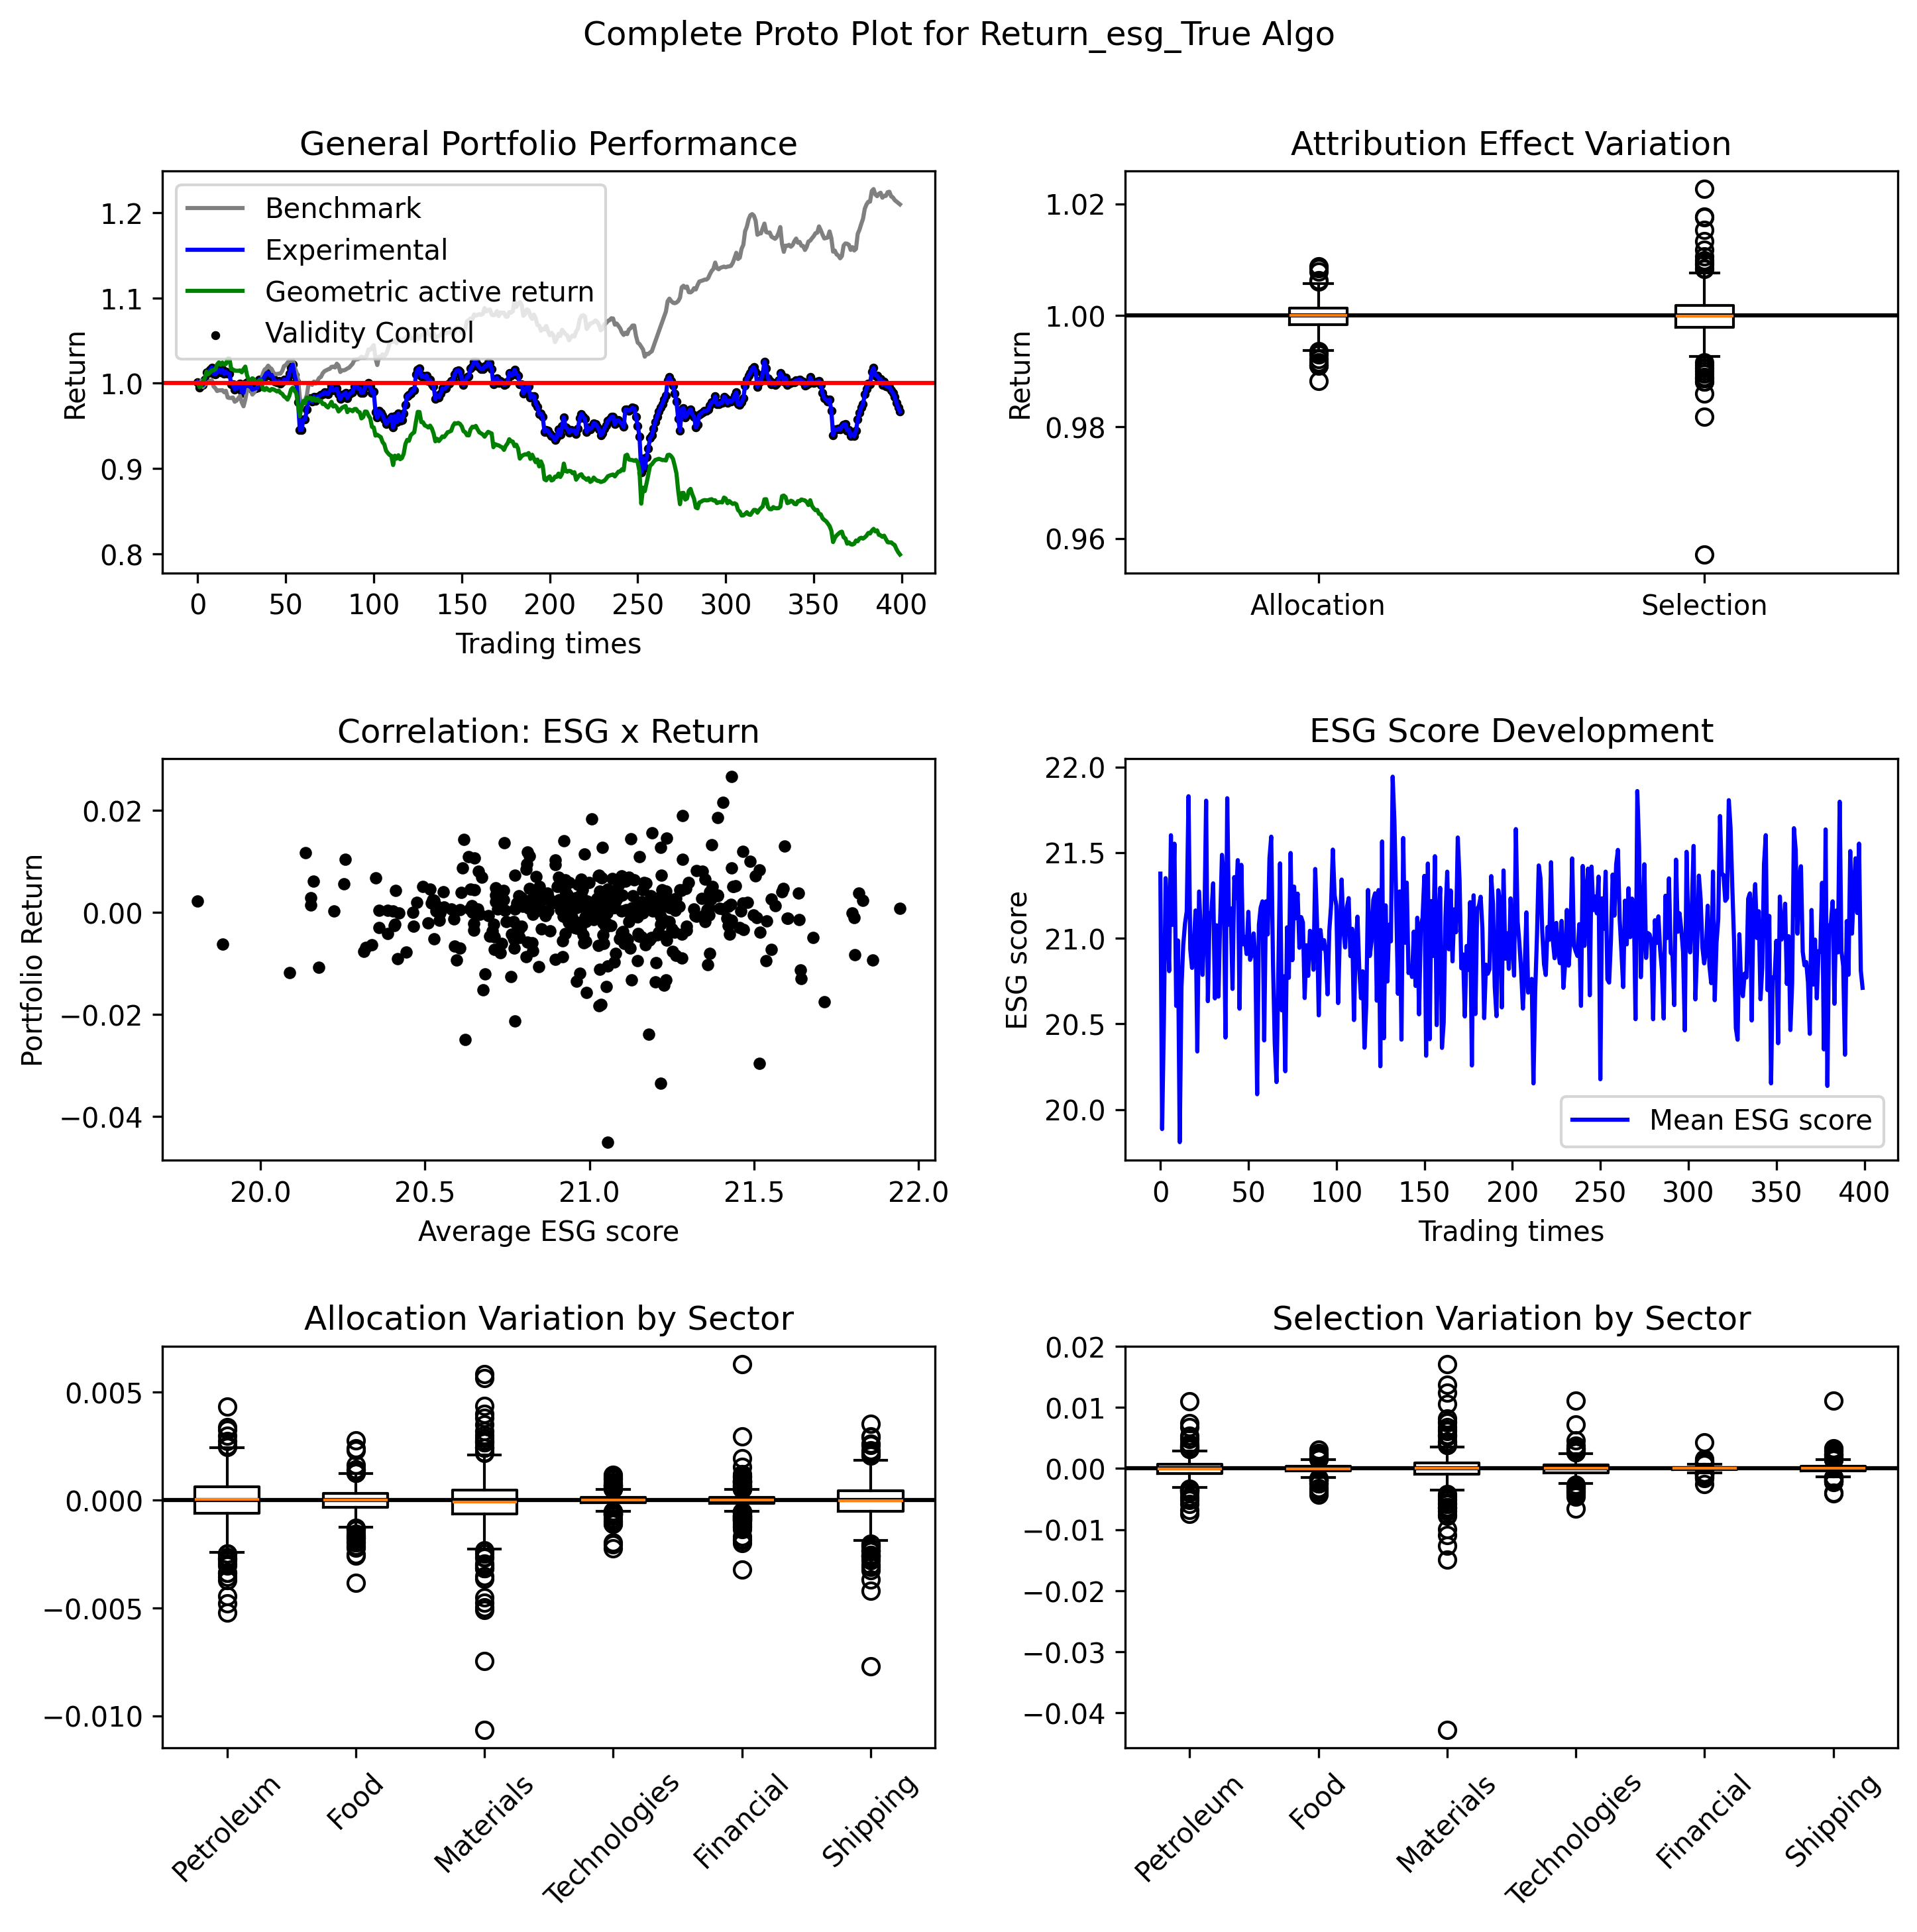 Complete Proto Plot for Return_esg_True Algo
General Portfolio Performance
Return
1.2
1.1
1.0
0.9
0.8
Benchmark
Experimental
Geometric active return
Validity Control
0 50 100 150 200 250 300 350 400
Trading times
Attribution Effect Variation
Return
1.02
1.00
0.98
0.96
Allocation Selection
Correlation: ESG x Return
Portfolio Return
0.02
0.00
−0.02
−0.04
20.0 20.5 21.0 21.5 22.0
Average ESG score
ESG Score Development
ESG score
22.0
21.5
21.0
20.5
20.0
Mean ESG score
0 50 100 150 200 250 300 350 400
Trading times
Allocation Variation by Sector
0.005
0.000
−0.005
−0.010
Petroleum Food Materials Technologies Financial Shipping
Selection Variation by Sector
0.02
0.01
0.00
−0.01
−0.02
−0.03
−0.04
Petroleum Food Materials Technologies Financial Shipping